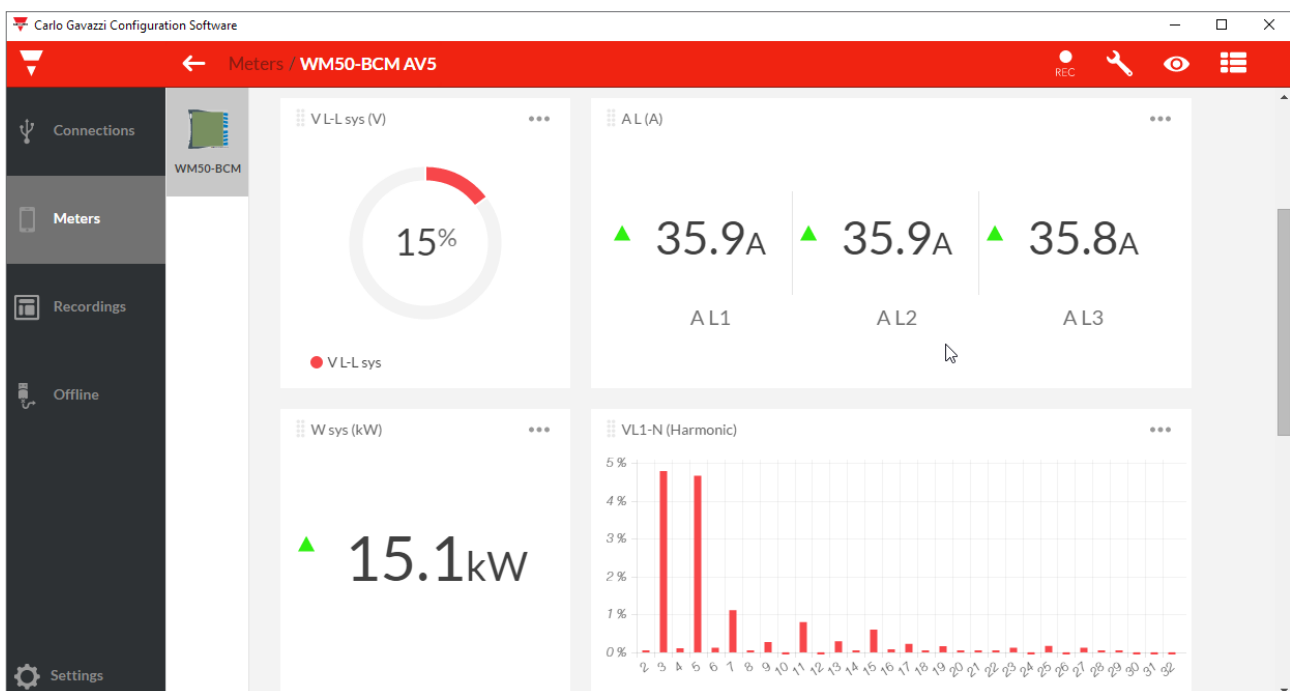 Carlo Gavazzi Configuration Software
Meters / WM50-BCM AV5
REC
Connections
Meters
Recordings
Offline
Settings
WM50-BCM
V L-L sys (V)
15%
V L-L sys
A L (A)
35.9A
35.9A
35.8A
A L1
A L2
A L3
W sys (kW)
15.1kW
VL1-N (Harmonic)
5 %
4 %
3 %
2 %
1 %
0 %
2 3 4 5 6 7 8 9 10 11 12 13 14 15 16 17 18 19 20 21 22 23 24 25 26 27 28 29 30 31 32